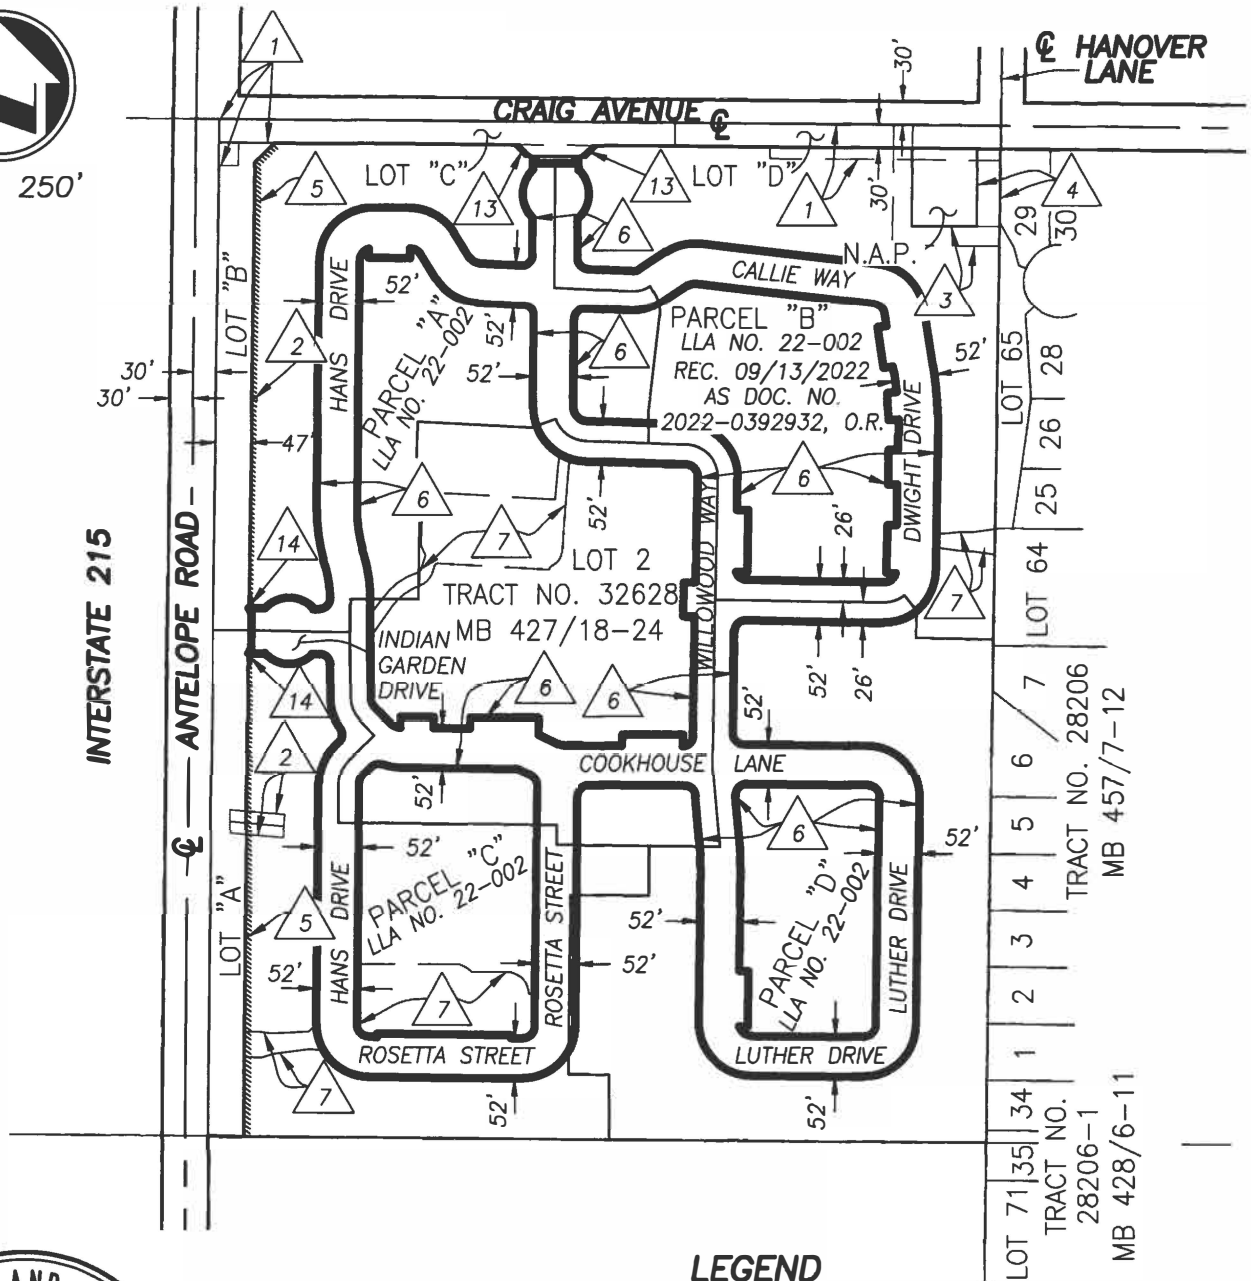 1
℄ HANOVER
LANE
30'
CRAIG AVENUE ℄
250'
5
LOT "C"
13
13
LOT "D"
1
30'
4
29
30
6
N.A.P.
CALLIE WAY
3
LOT "B"
HANS DRIVE
52'
2
PARCEL "A"
LLA NO. 22-002
52'
52'
6
PARCEL "B"
LLA NO. 22-002
REC. 09/13/2022
AS DOC. NO.
2022-0392932, O.R.
52'
LOT 65
28
26
25
30'
30'
47'
6
7
52'
6
WILLOWOOD WAY
DWIGHT DRIVE
26'
INTERSTATE 215
℄ ANTELOPE ROAD
14
LOT 2
TRACT NO. 32628
MB 427/18-24
7
LOT 64
INDIAN
GARDEN
DRIVE
6
6
52'
52'
26'
14
2
COOKHOUSE LANE
52'
7
6
5
4
3
2
1
TRACT NO. 28206
MB 457/7-12
LOT "A"
5
52'
HANS DRIVE
52'
PARCEL "C"
LLA NO. 22-002
ROSETTA STREET
52'
52'
6
PARCEL "D"
LLA NO. 22-002
LUTHER DRIVE
52'
7
7
ROSETTA STREET
52'
LUTHER DRIVE
52'
34
35
LOT 71
TRACT NO.
28206-1
MB 428/6-11
LEGEND
AND